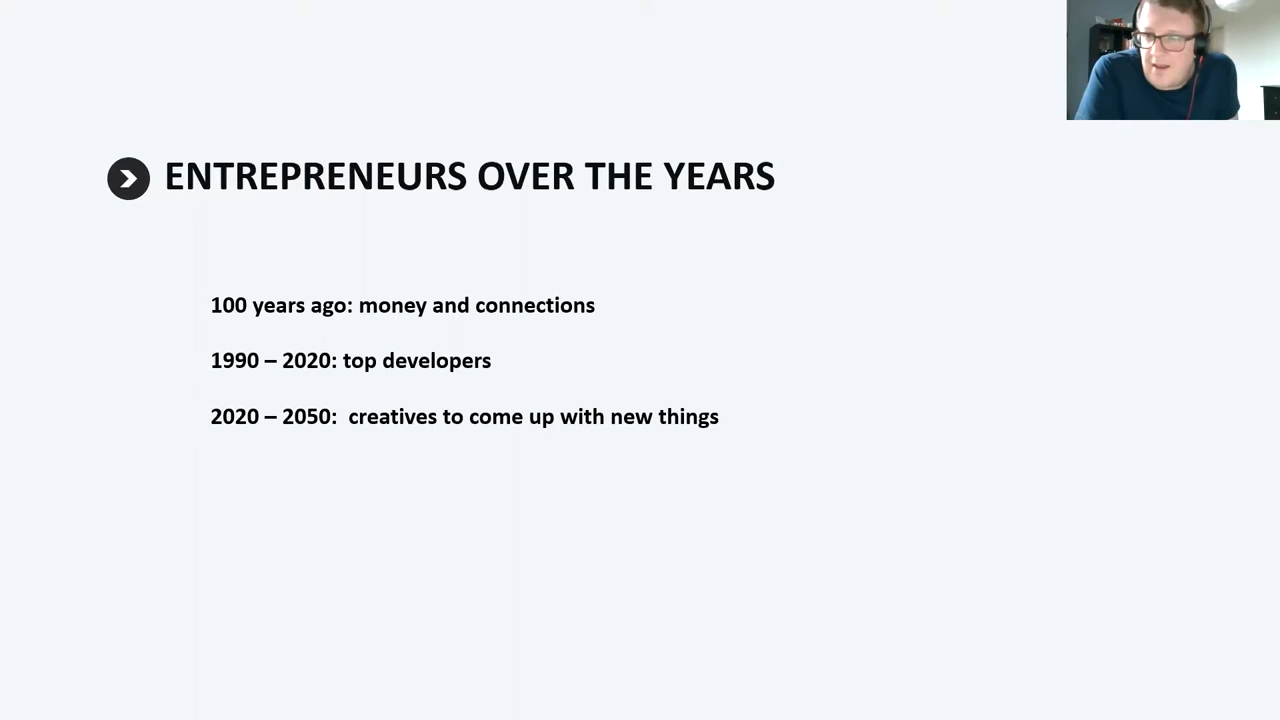 ENTREPRENEURS OVER THE YEARS
100 years ago: money and connections
1990 – 2020: top developers
2020 – 2050: creatives to come up with new things